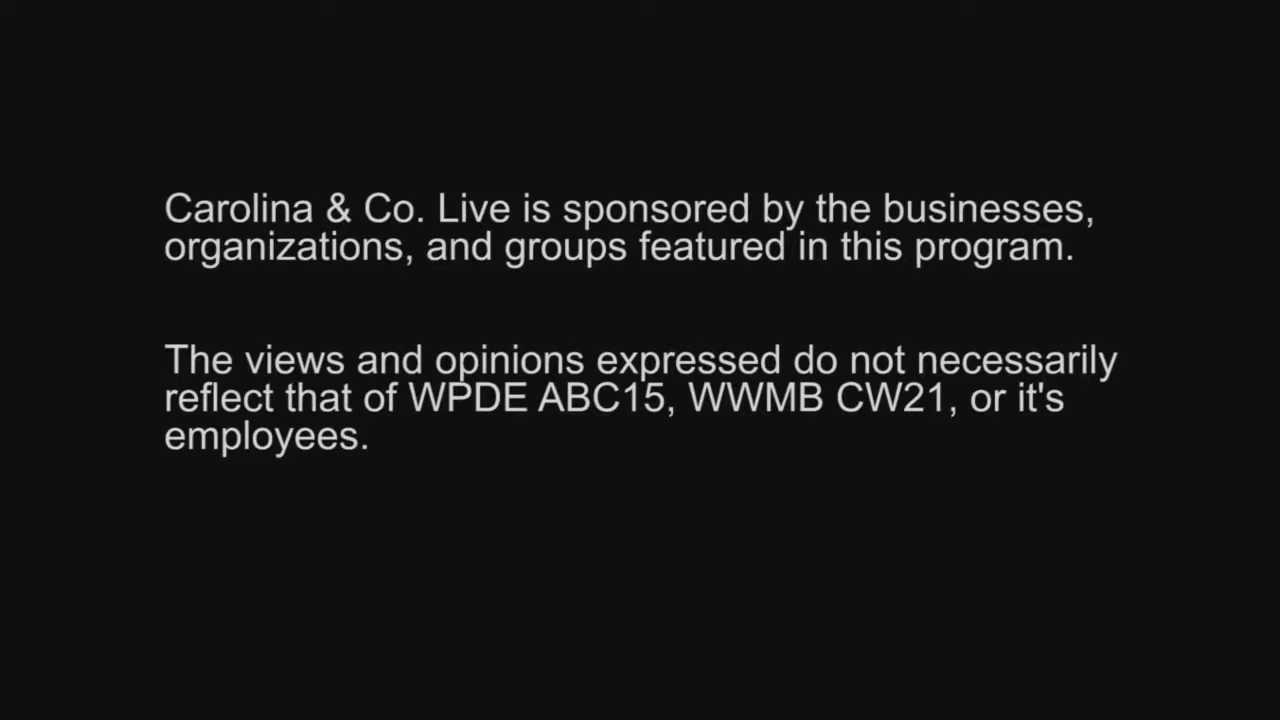 Carolina & Co. Live is sponsored by the businesses,
organizations, and groups featured in this program.
The views and opinions expressed do not necessarily
reflect that of WPDE ABC15, WWMB CW21, or it's
employees.